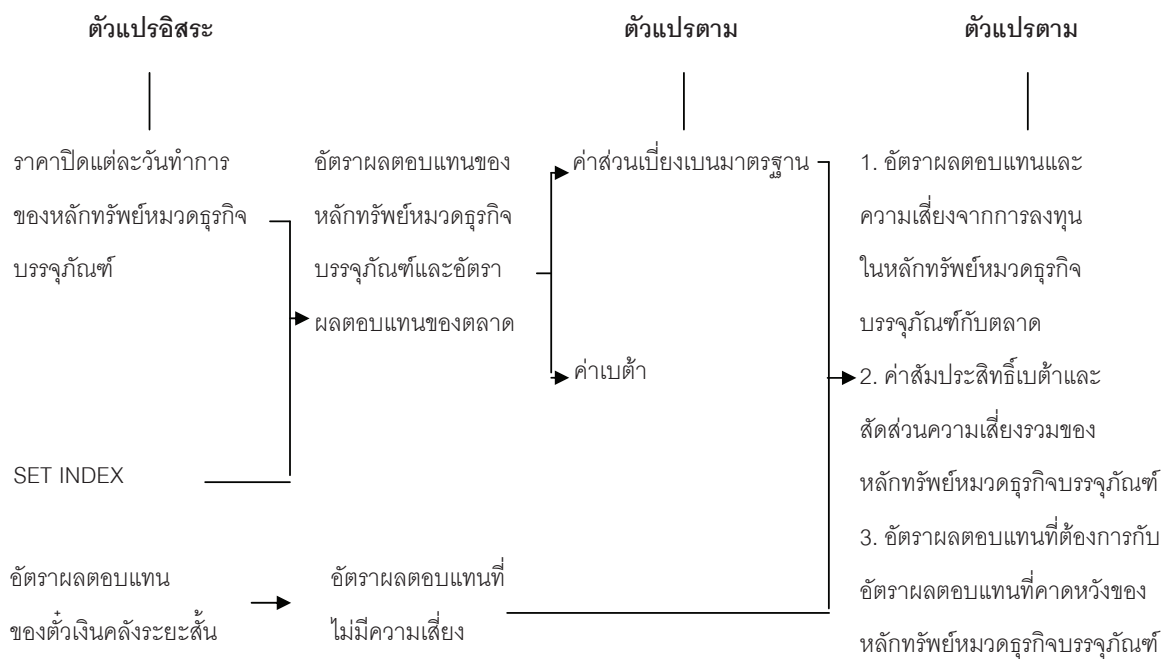 ตัวแปรอิสระ
ตัวแปรตาม
ตัวแปรตาม
ราคาปิดแต่ละวันทำการ
ของหลักทรัพย์หมวดธุรกิจ
บรรจุภัณฑ์
SET INDEX
อัตราผลตอบแทน
ของตั๋วเงินคลังระยะสั้น
อัตราผลตอบแทนของ
หลักทรัพย์หมวดธุรกิจ
บรรจุภัณฑ์และอัตรา
ผลตอบแทนของตลาด
อัตราผลตอบแทนที่
ไม่มีความเสี่ยง
ค่าส่วนเบี่ยงเบนมาตรฐาน
ค่าเบต้า
1. อัตราผลตอบแทนและ
ความเสี่ยงจากการลงทุน
ในหลักทรัพย์หมวดธุรกิจ
บรรจุภัณฑ์กับตลาด
2. ค่าสัมประสิทธิ์เบต้าและ
สัดส่วนความเสี่ยงรวมของ
หลักทรัพย์หมวดธุรกิจบรรจุภัณฑ์
3. อัตราผลตอบแทนที่ต้องการกับ
อัตราผลตอบแทนที่คาดหวังของ
หลักทรัพย์หมวดธุรกิจบรรจุภัณฑ์